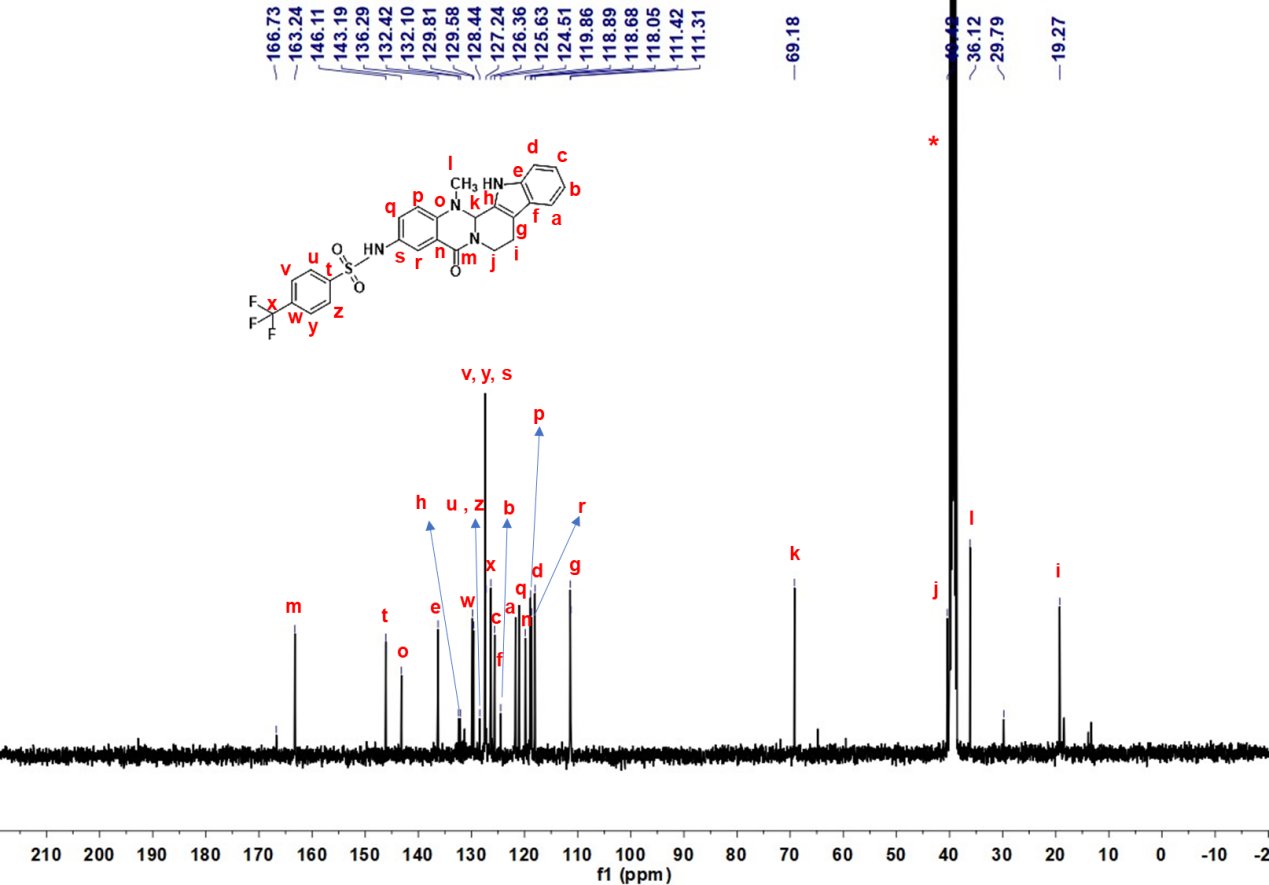 166.73
163.24
146.11
143.19
136.29
132.42
132.10
129.81
129.58
128.44
127.24
126.36
125.63
124.51
119.86
118.89
118.68
118.05
111.42
111.31
69.18
36.12
29.79
19.27
*
l
d
c
e
CH3
HN
h
b
k
p
o
N
q
f
a
g
N
HN
s
r
n
m
j
i
O
O
u
t
S
O
v
F
x
F
w
z
y
F
v, y, s
p
h
u , z
b
r
l
k
x
g
d
q
j
i
w
m
e
a
t
c
n
o
f
210 200 190 180 170 160 150 140 130 120 110 100 90 80 70 60 50 40 30 20 10 0 -10 -2
f1 (ppm)